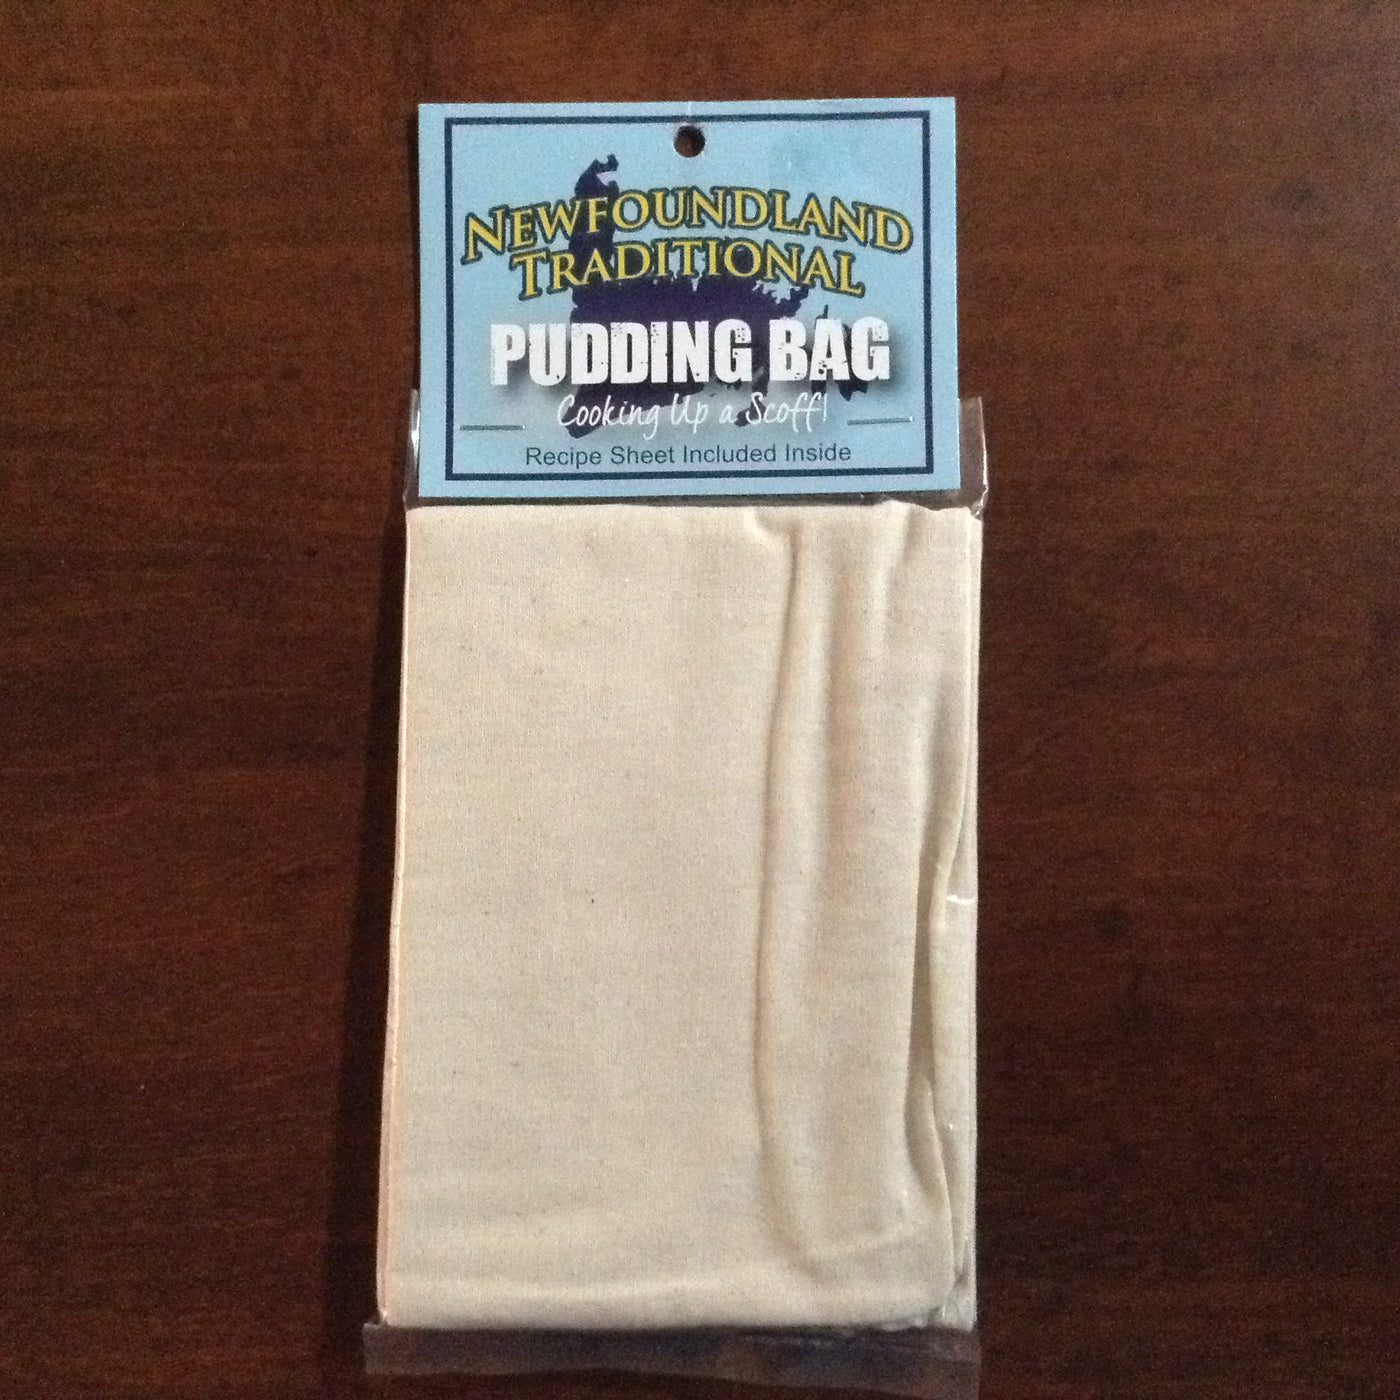 NEWFOUNDLAND
TRADITIONAL
PUDDING BAG
Cooking Up a Scoff!
Recipe Sheet Included Inside